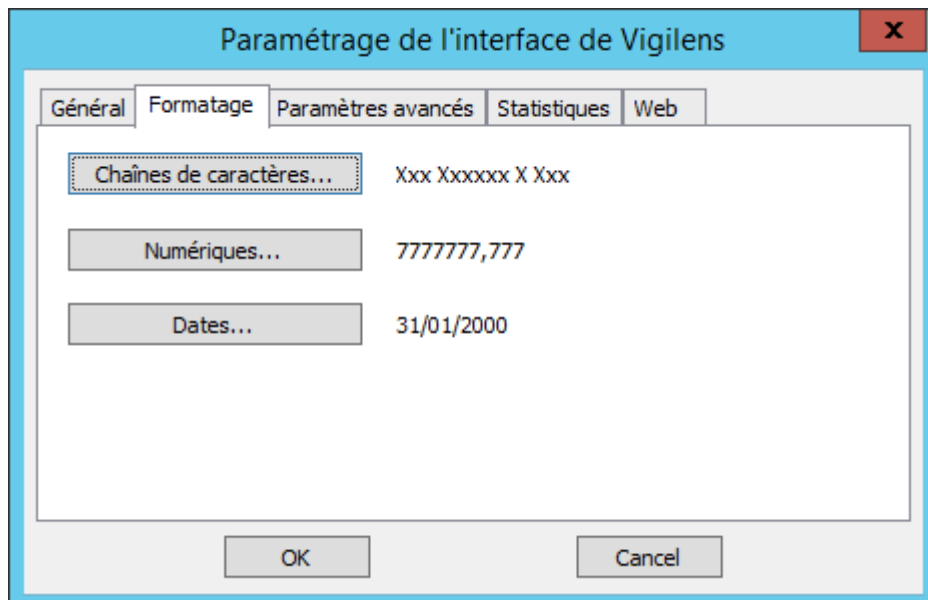 Paramétrage de l'interface de Vigilens
x
Général Formatage Paramètres avancés Statistiques Web
Chaînes de caractères... Xxx Xxxxxx X Xxx
Numériques... 7777777,777
Dates... 31/01/2000
OK Cancel